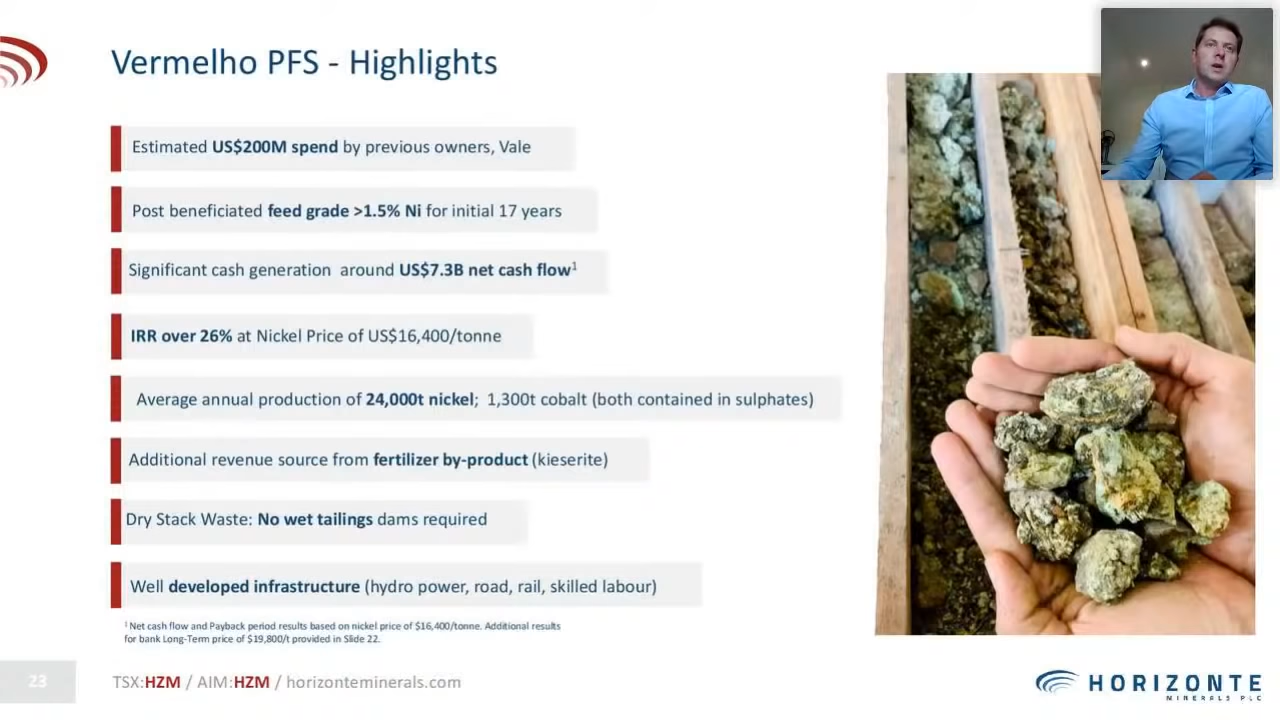 Vermelho PFS - Highlights
Estimated US$200M spend by previous owners, Vale
Post beneficiated feed grade >1.5% Ni for initial 17 years
Significant cash generation around US$7.3B net cash flow1
IRR over 26% at Nickel Price of US$16,400/tonne
Average annual production of 24,000t nickel; 1,300t cobalt (both contained in sulphates)
Additional revenue source from fertilizer by-product (kieserite)
Dry Stack Waste: No wet tailings dams required
Well developed infrastructure (hydro power, road, rail, skilled labour)
1 Net cash flow and Payback period results based on nickel price of $16,400/tonne. Additional results
for bank Long-Term price of $19,800/t provided in Slide 22.
23
TSX:HZM / AIM:HZM / horizonteminerals.com
HORIZONTE
MINERALS PLC